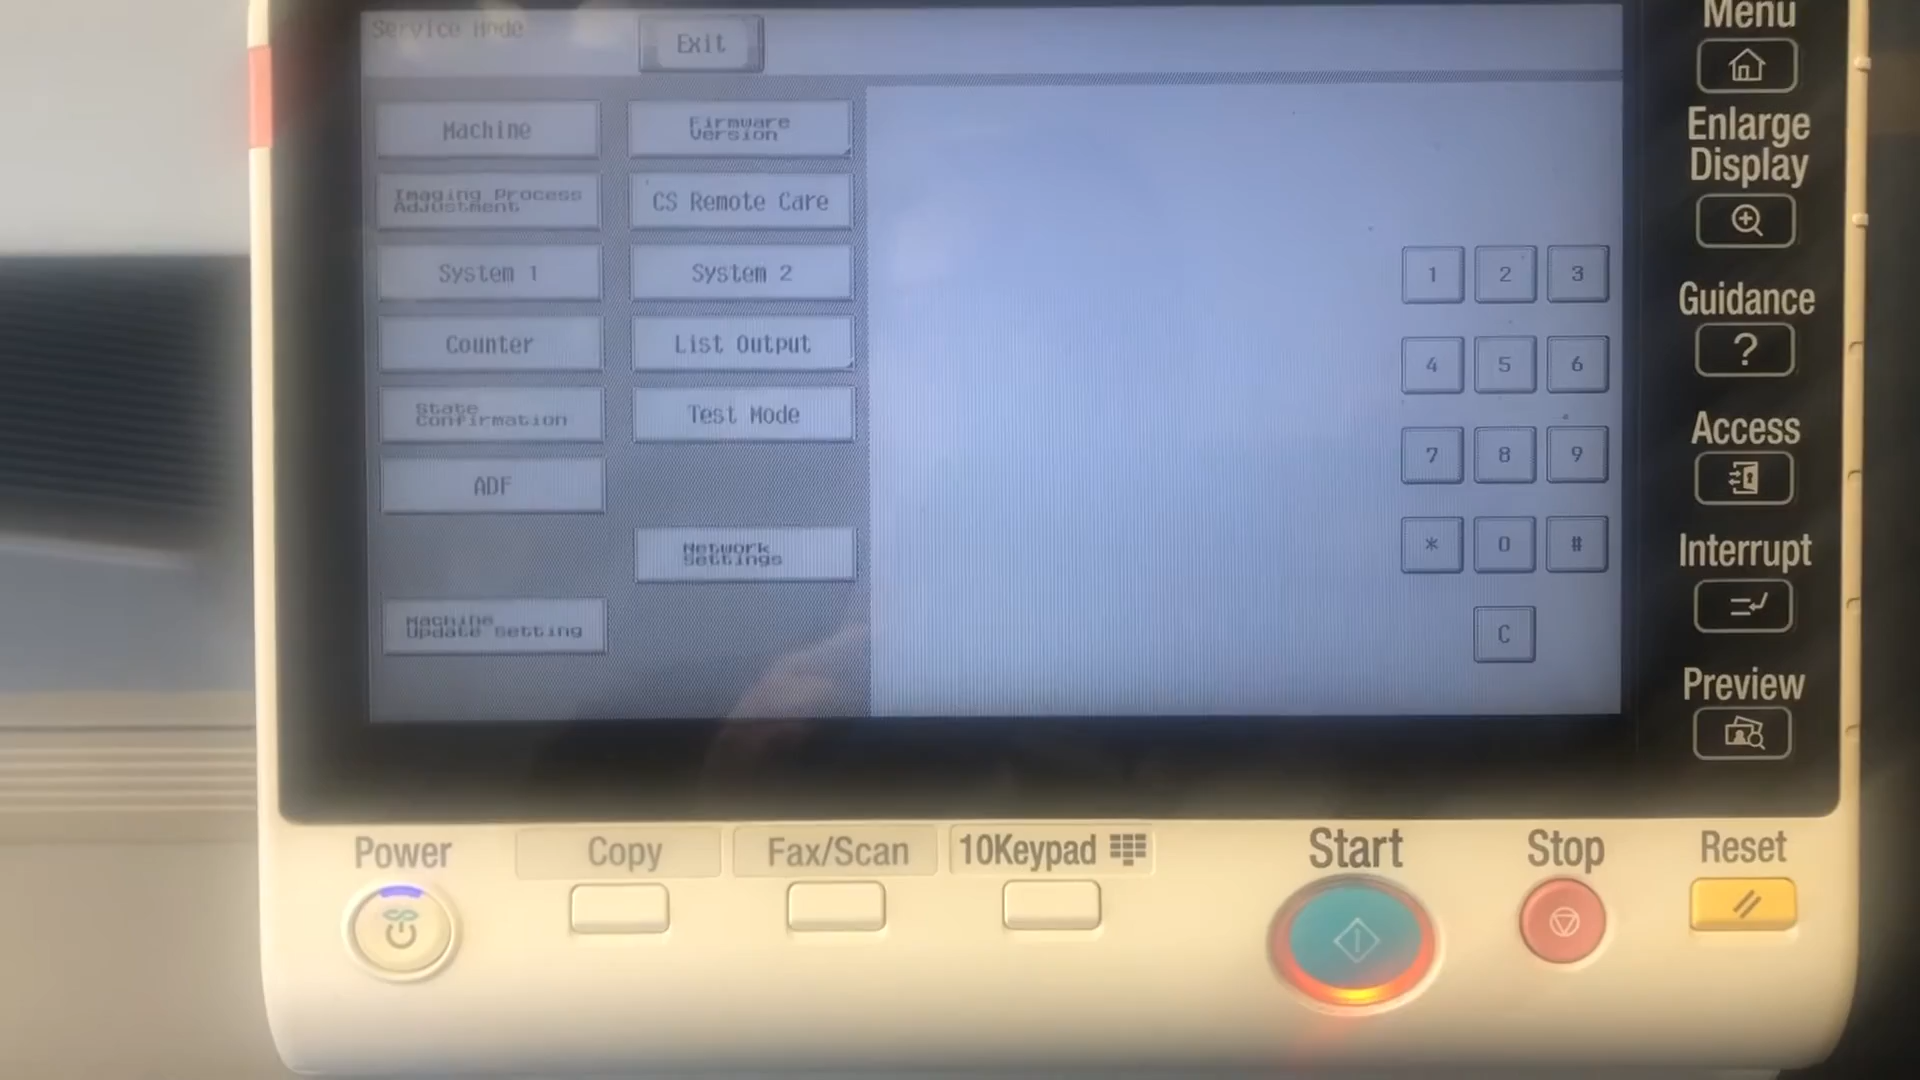 Service Mode
Exit
Machine
Firmware
Version
Imaging Process
Adjustment
CS Remote Care
System 1
System 2
Counter
List Output
State
Confirmation
Test Mode
ADF
Network
Settings
Machine
Update Setting
1 2 3
4 5 6
7 8 9
* 0 #
C
Menu
Enlarge
Display
Guidance
?
Access
Interrupt
Preview
Power
Copy
Fax/Scan
10Keypad
Start
Stop
Reset